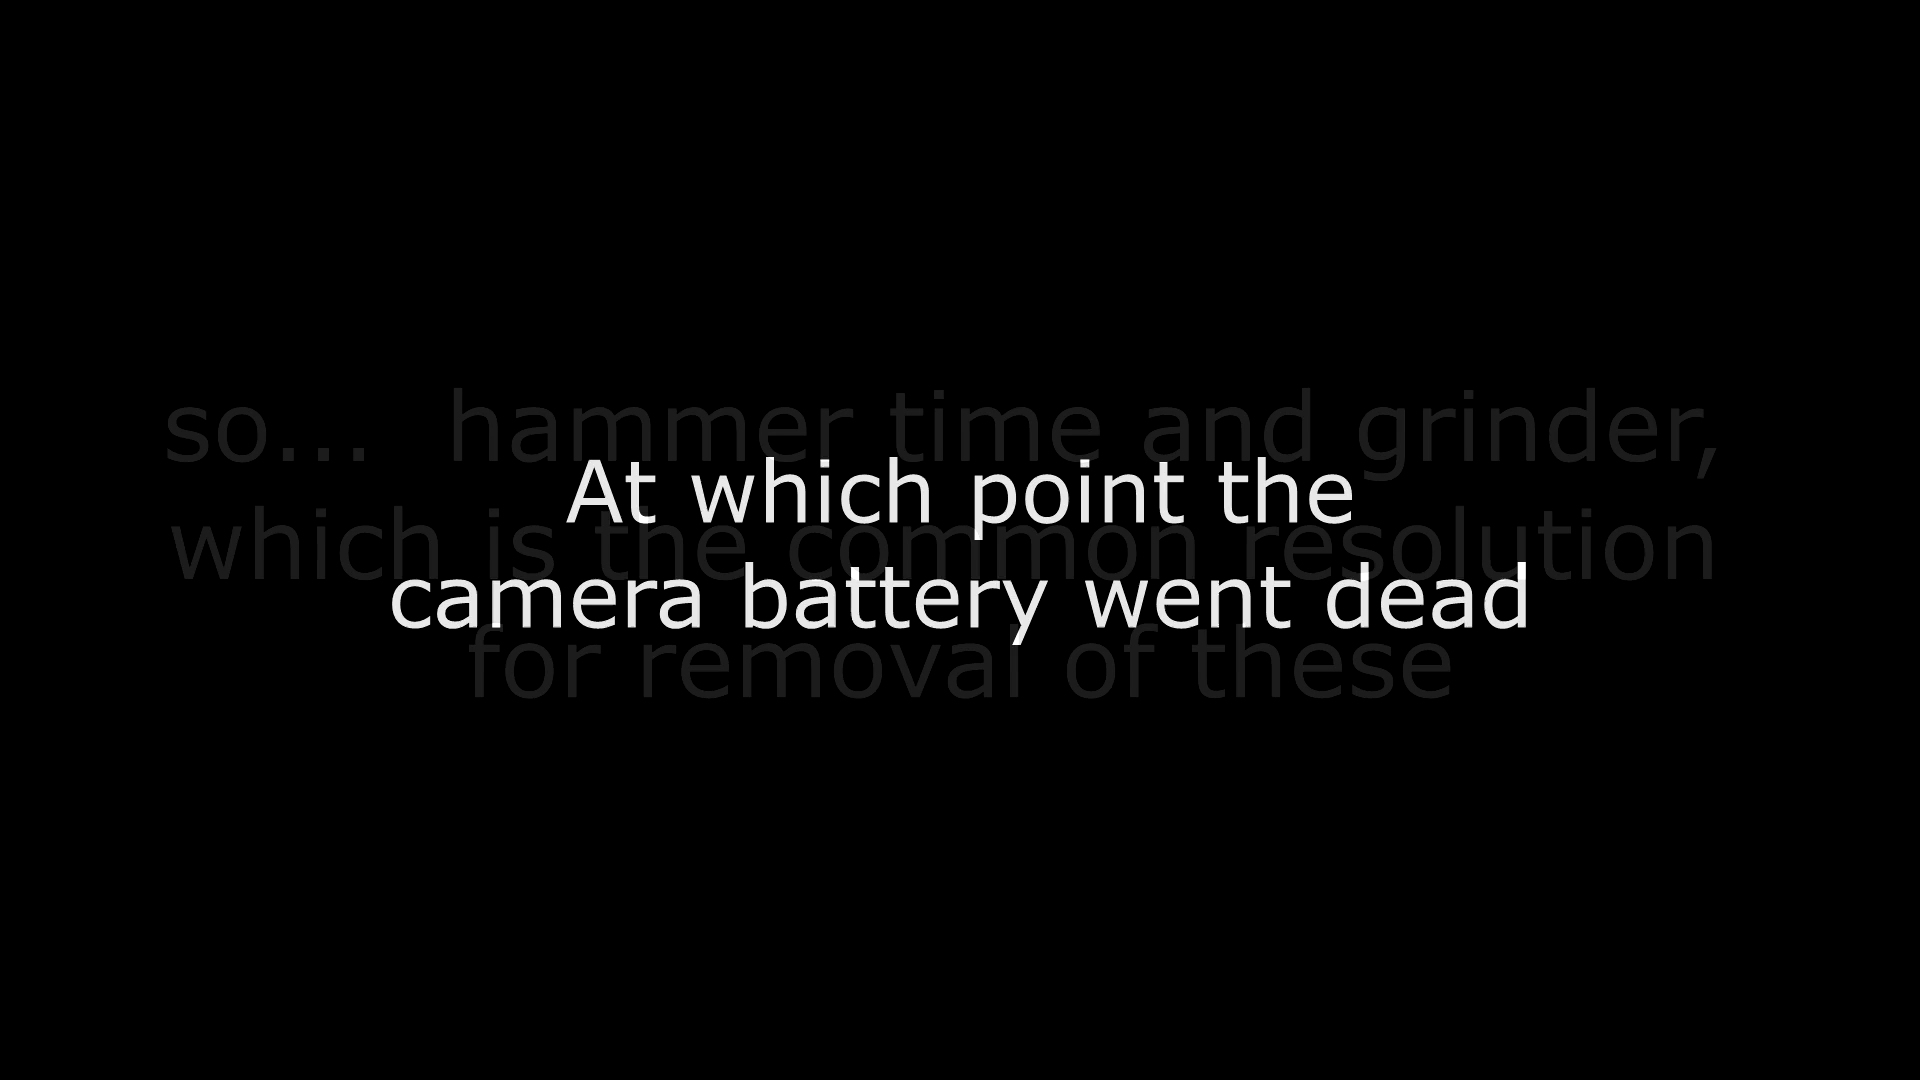 so... hammer time and grinder,
At which point the
which is the common resolution
camera battery went dead
for removal of these